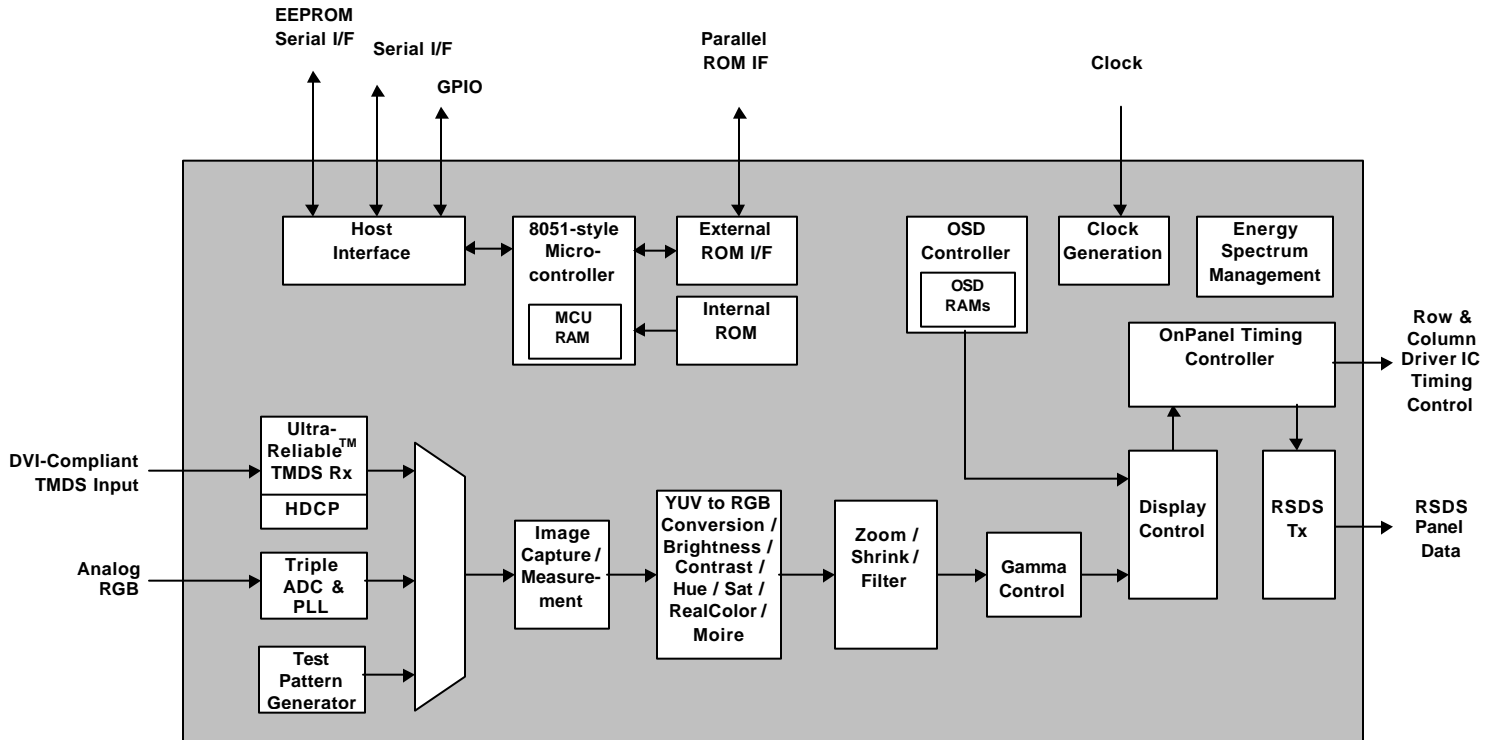 EEPROM
Serial I/F
Serial I/F
GPIO
Parallel
ROM IF
Clock
Host
Interface
8051-style
Micro-
controller
MCU
RAM
External
ROM I/F
Internal
ROM
OSD
Controller
OSD
RAMs
Clock
Generation
Energy
Spectrum
Management
OnPanel Timing
Controller
Row &
Column
Driver IC
Timing
Control
DVI-Compliant
TMDS Input
Ultra-
Reliable™
TMDS Rx
HDCP
Analog
RGB
Triple
ADC &
PLL
Test
Pattern
Generator
Image
Capture /
Measure-
ment
YUV to RGB
Conversion /
Brightness /
Contrast /
Hue / Sat /
RealColor /
Moire
Zoom /
Shrink /
Filter
Gamma
Control
Display
Control
RSDS
Tx
RSDS
Panel
Data